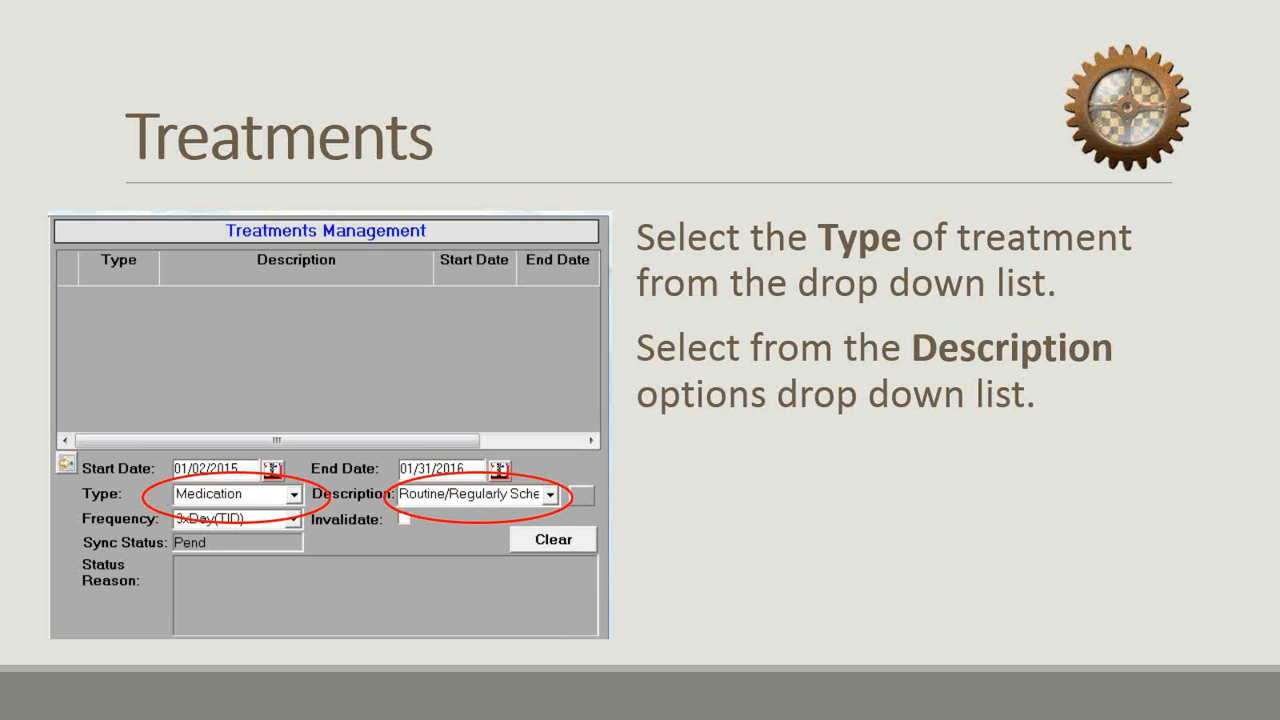 Treatments
Treatments Management
Type Description Start Date End Date
Start Date: 01/02/2015 End Date: 01/31/2016
Type: Medication Description: Routine/Regularly Sche
Frequency: 3xDay(TID) Invalidate:
Sync Status: Pend
Clear
Status
Reason:
Select the Type of treatment
from the drop down list.
Select from the Description
options drop down list.